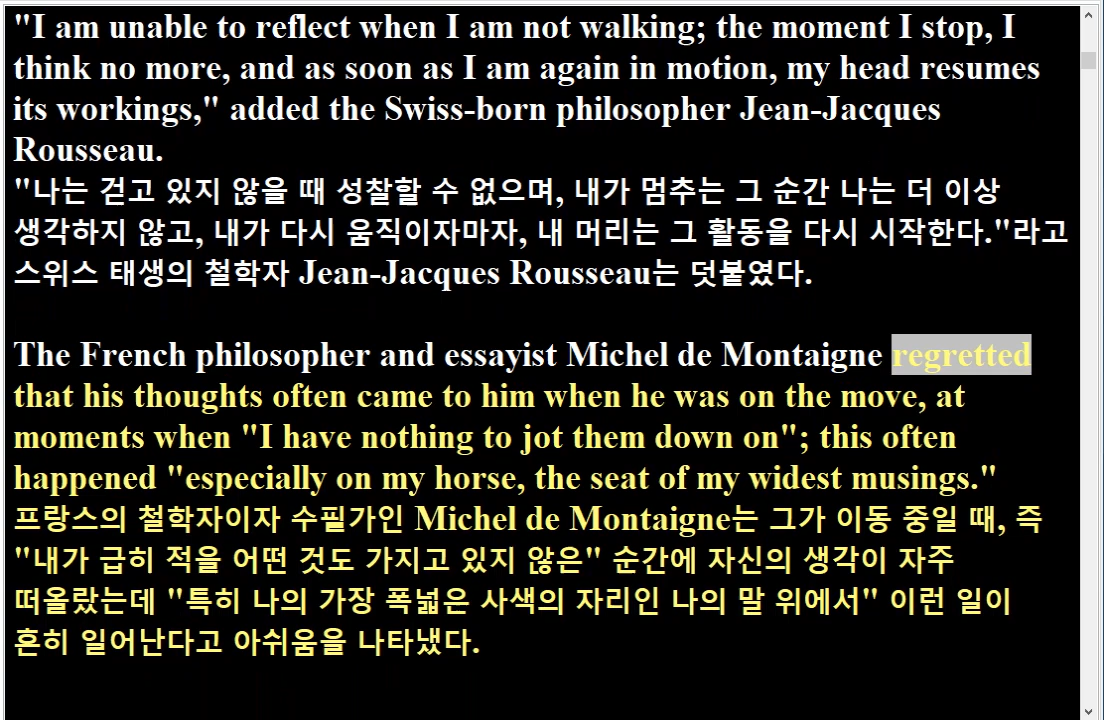 "I am unable to reflect when I am not walking; the moment I stop, I
think no more, and as soon as I am again in motion, my head resumes
its workings," added the Swiss-born philosopher Jean-Jacques
Rousseau.
"나는 걷고 있지 않을 때 성찰할 수 없으며, 내가 멈추는 그 순간 나는 더 이상
생각하지 않고, 내가 다시 움직이자마자, 내 머리는 그 활동을 다시 시작한다."라고
스위스 태생의 철학자 Jean-Jacques Rousseau는 덧붙였다.
The French philosopher and essayist Michel de Montaigne regretted
that his thoughts often came to him when he was on the move, at
moments when "I have nothing to jot them down on"; this often
happened "especially on my horse, the seat of my widest musings."
프랑스의 철학자이자 수필가인 Michel de Montaigne는 그가 이동 중일 때, 즉
"내가 급히 적을 어떤 것도 가지고 있지 않은" 순간에 자신의 생각이 자주
떠올랐는데 "특히 나의 가장 폭넓은 사색의 자리인 나의 말 위에서" 이런 일이
흔히 일어난다고 아쉬움을 나타냈다.